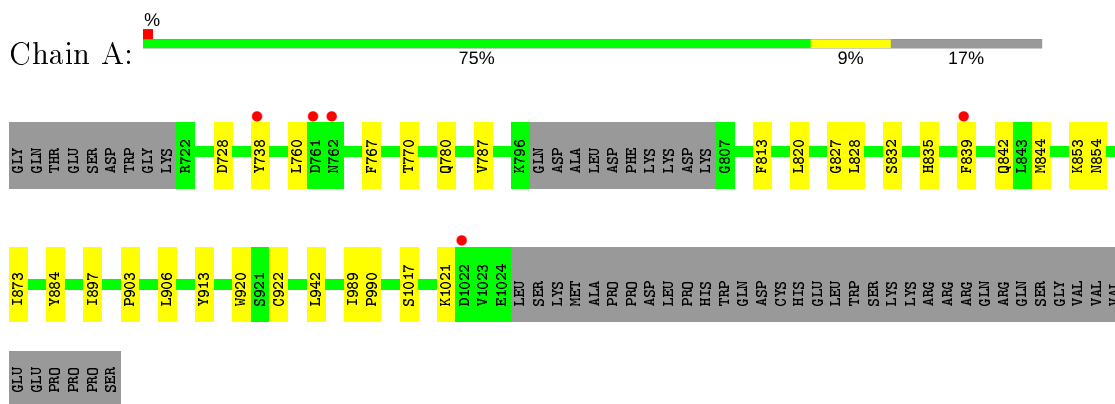 %
Chain A:
75% 9% 17%
GLY GLN THR GLU SER ASP TRP GLY LYS R722 D728 Y738 L760 D761 N762 F767 T770 Q780 V787 K796 GLN ASP ALA LEU ASP PHE LYS LYS ASP LYS G807 F813 L820 G827 L828 S832 H835 F839 Q842 L843 M844 K853 N854
I873 Y884 I897 P903 L906 Y913 W920 S921 C922 L942 I989 P990 S1017 K1021 D1022 V1023 E1024 LEU SER LYS MET ALA PRO PRO ASP LEU PRO HIS TRP GLN ASP CYS HIS GLU LEU TRP SER LYS LYS ARG ARG ARG GLN ARG GLN SER GLY VAL VAL VAL
GLU GLU PRO PRO PRO SER